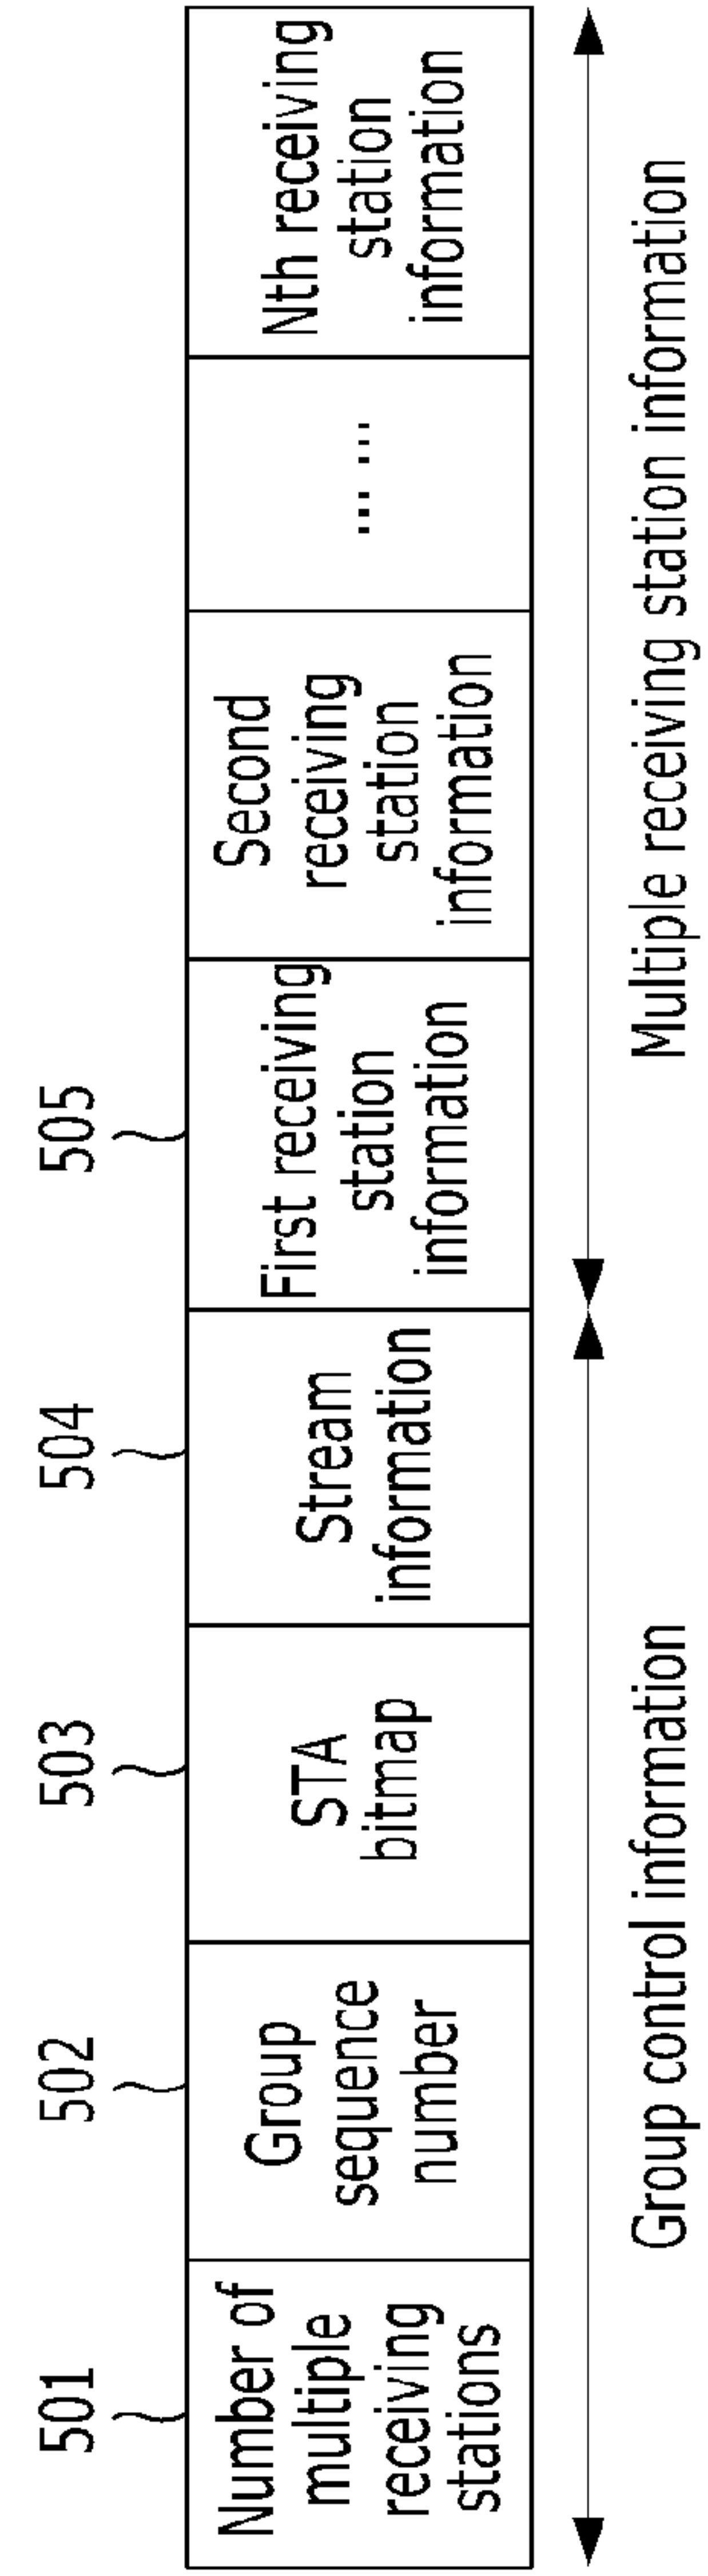 501
502
503
504
505
Number of
multiple
receiving
stations
Group
sequence
number
STA
bitmap
Stream
information
First receiving
station
information
Second
receiving
station
information
... ...
Nth receiving
station
information
Group control information
Multiple receiving station information